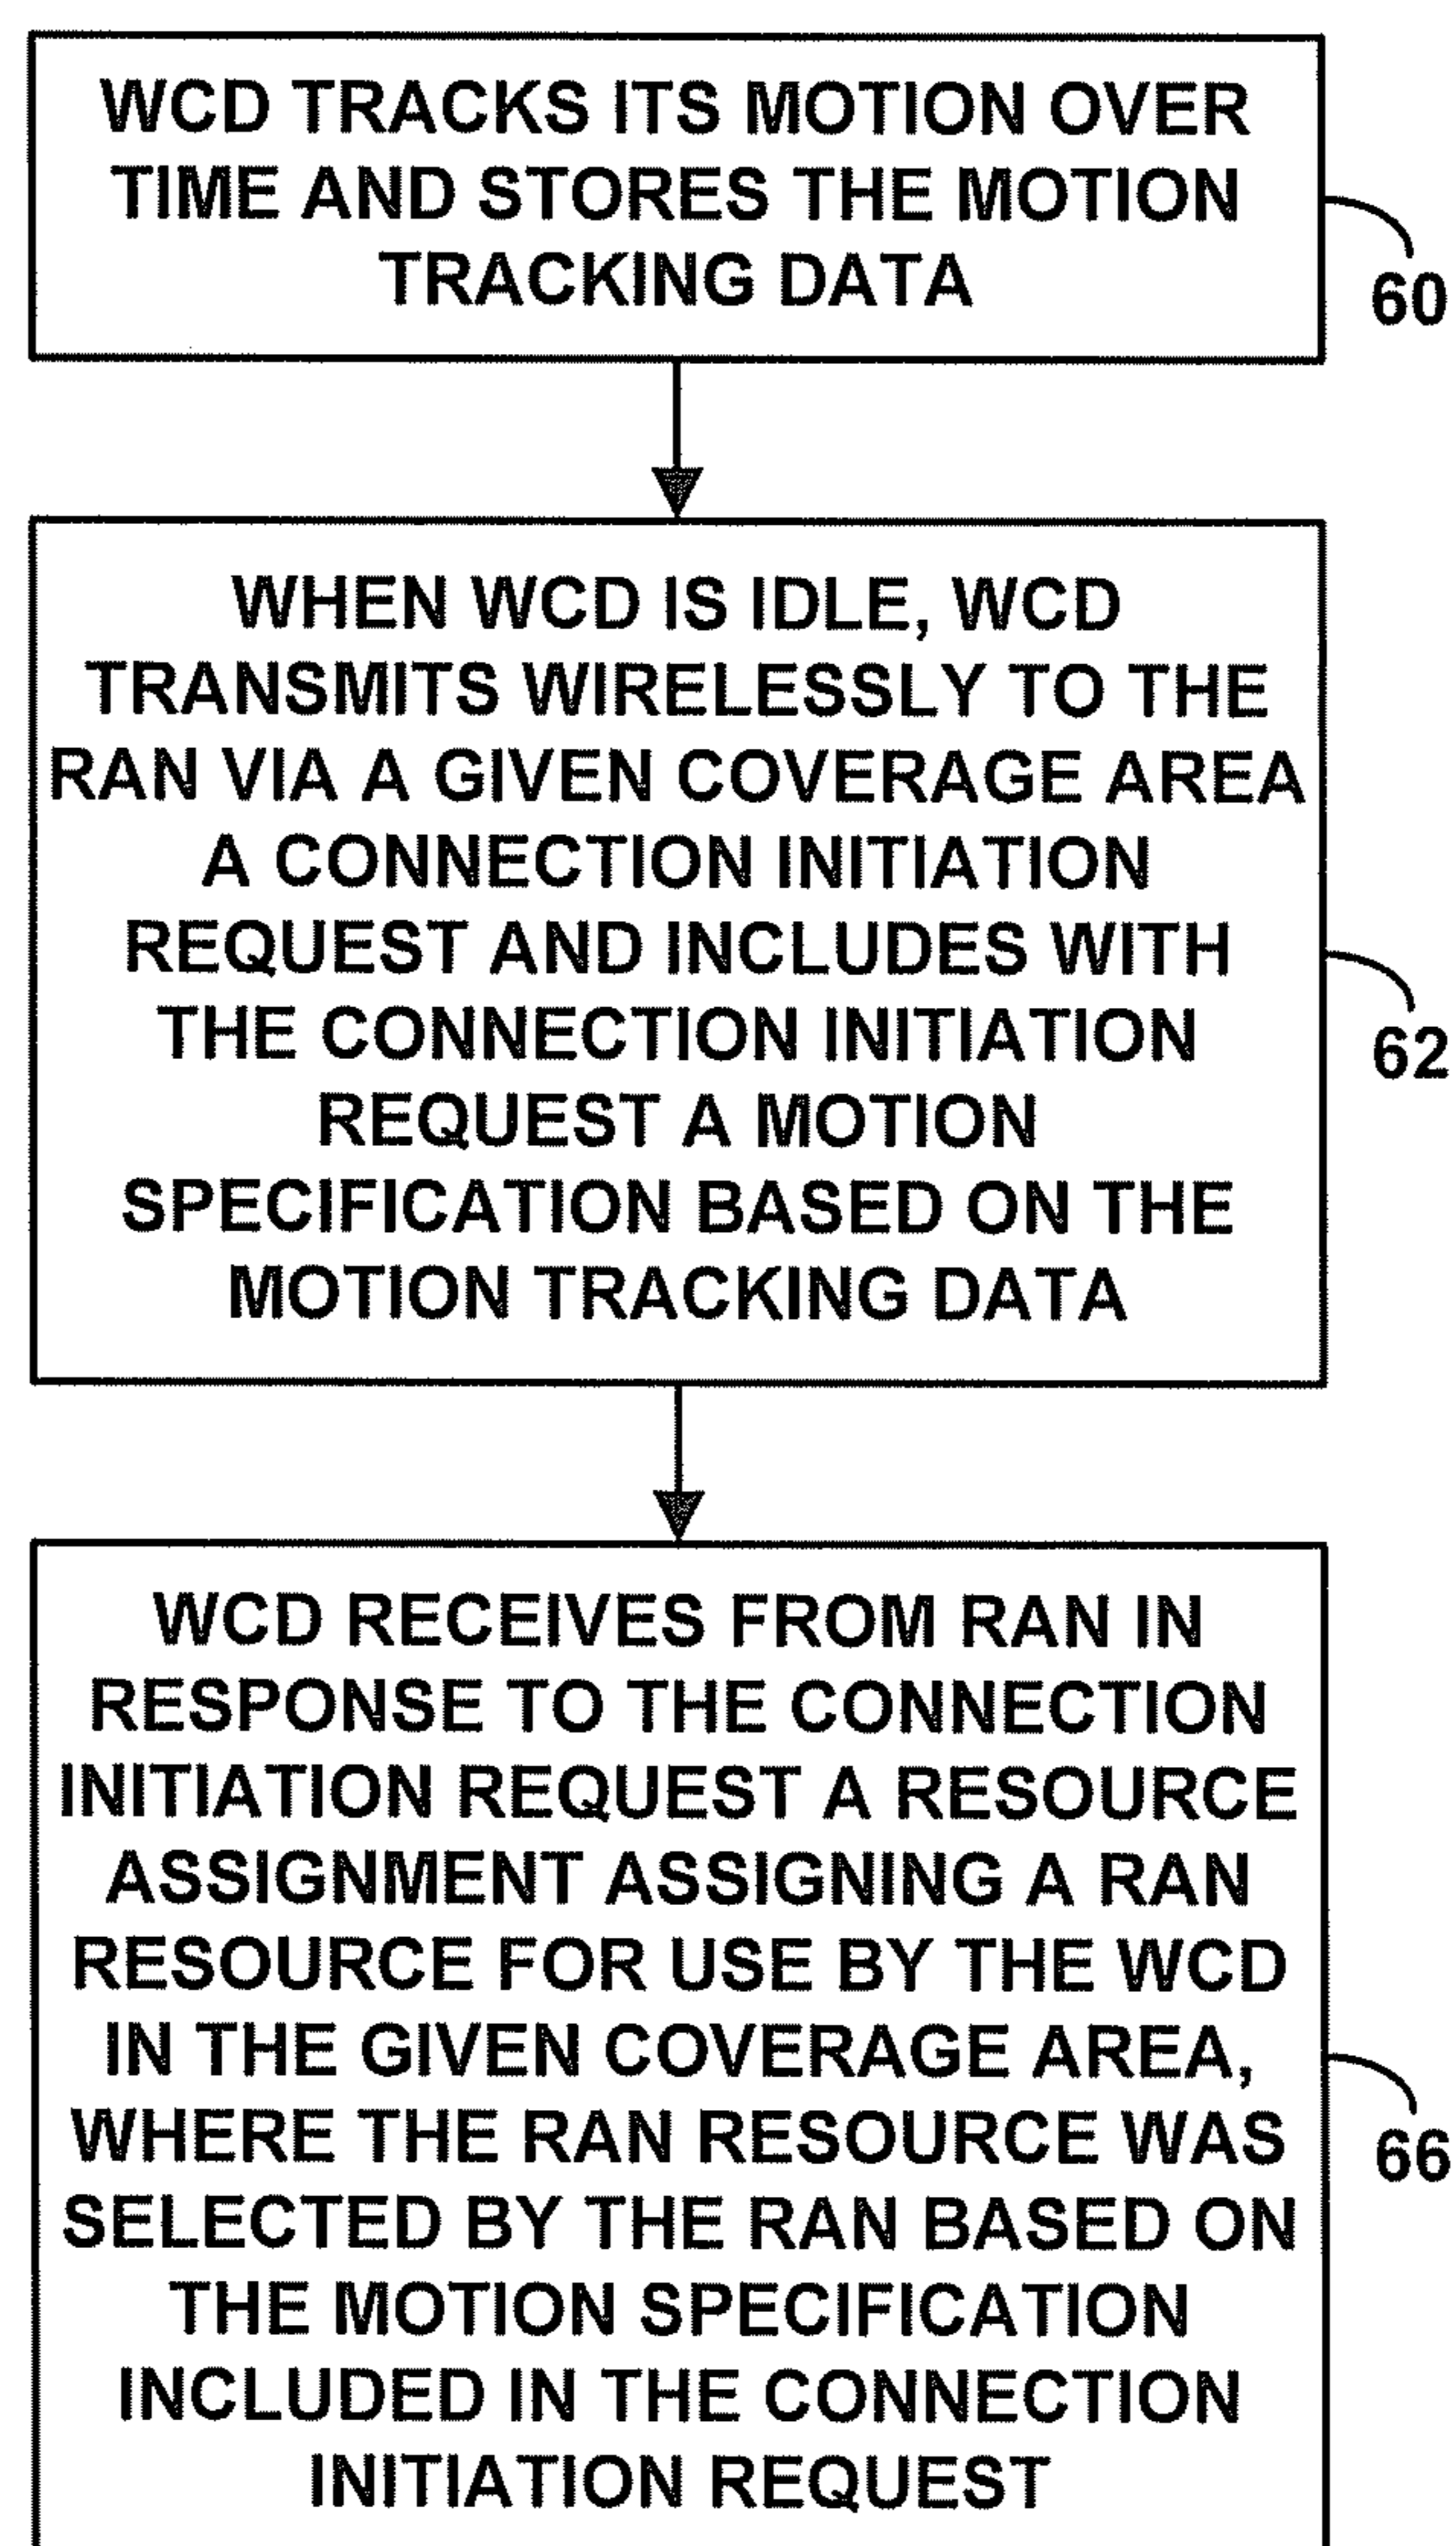 WCD TRACKS ITS MOTION OVER
TIME AND STORES THE MOTION
TRACKING DATA
60
WHEN WCD IS IDLE, WCD
TRANSMITS WIRELESSLY TO THE
RAN VIA A GIVEN COVERAGE AREA
A CONNECTION INITIATION
REQUEST AND INCLUDES WITH
THE CONNECTION INITIATION
REQUEST A MOTION
SPECIFICATION BASED ON THE
MOTION TRACKING DATA
62
WCD RECEIVES FROM RAN IN
RESPONSE TO THE CONNECTION
INITIATION REQUEST A RESOURCE
ASSIGNMENT ASSIGNING A RAN
RESOURCE FOR USE BY THE WCD
IN THE GIVEN COVERAGE AREA,
WHERE THE RAN RESOURCE WAS
SELECTED BY THE RAN BASED ON
THE MOTION SPECIFICATION
INCLUDED IN THE CONNECTION
INITIATION REQUEST
66